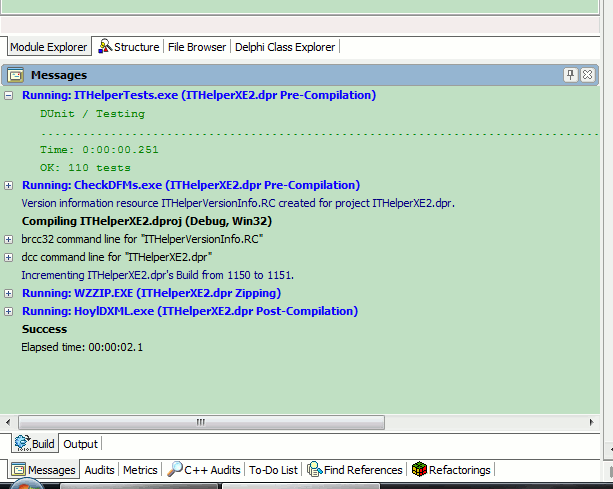 Module Explorer Structure File Browser Delphi Class Explorer
Messages
Running: ITHelperTests.exe (ITHelperXE2.dpr Pre-Compilation)
DUnit / Testing
--------------------------------------------------------------------------------
Time: 0:00:00.251
OK: 110 tests
Running: CheckDFMs.exe (ITHelperXE2.dpr Pre-Compilation)
Version information resource ITHelperVersionInfo.RC created for project ITHelperXE2.dpr.
Compiling ITHelperXE2.dproj (Debug, Win32)
brcc32 command line for "ITHelperVersionInfo.RC"
dcc command line for "ITHelperXE2.dpr"
Incrementing ITHelperXE2.dpr's Build from 1150 to 1151.
Running: WZZIP.EXE (ITHelperXE2.dpr Zipping)
Running: HoylDXML.exe (ITHelperXE2.dpr Post-Compilation)
Success
Elapsed time: 00:00:02.1
Build Output
Messages Audits Metrics C++ Audits To-Do List Find References Refactorings